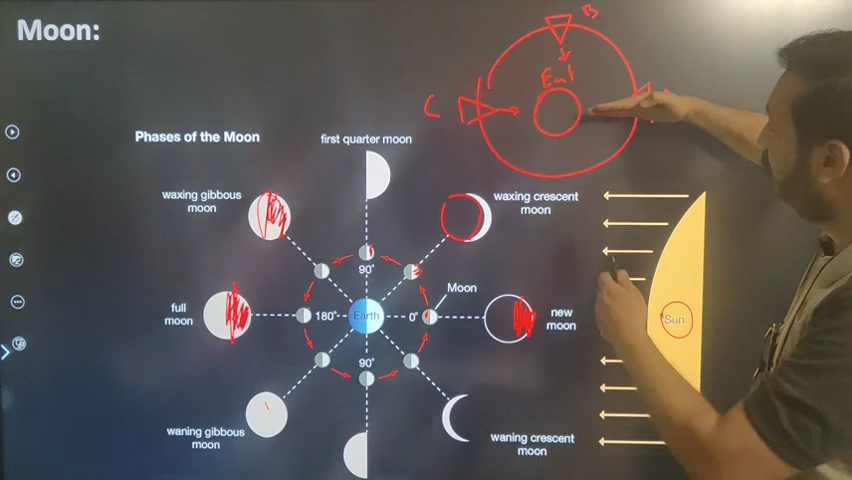 Moon:
B
C
Phases of the Moon
first quarter moon
waxing gibbous
moon
waxing crescent
moon
90°
Moon
full
moon
180°
Earth
0°
new
moon
Sun
90°
waning gibbous
moon
waning crescent
moon